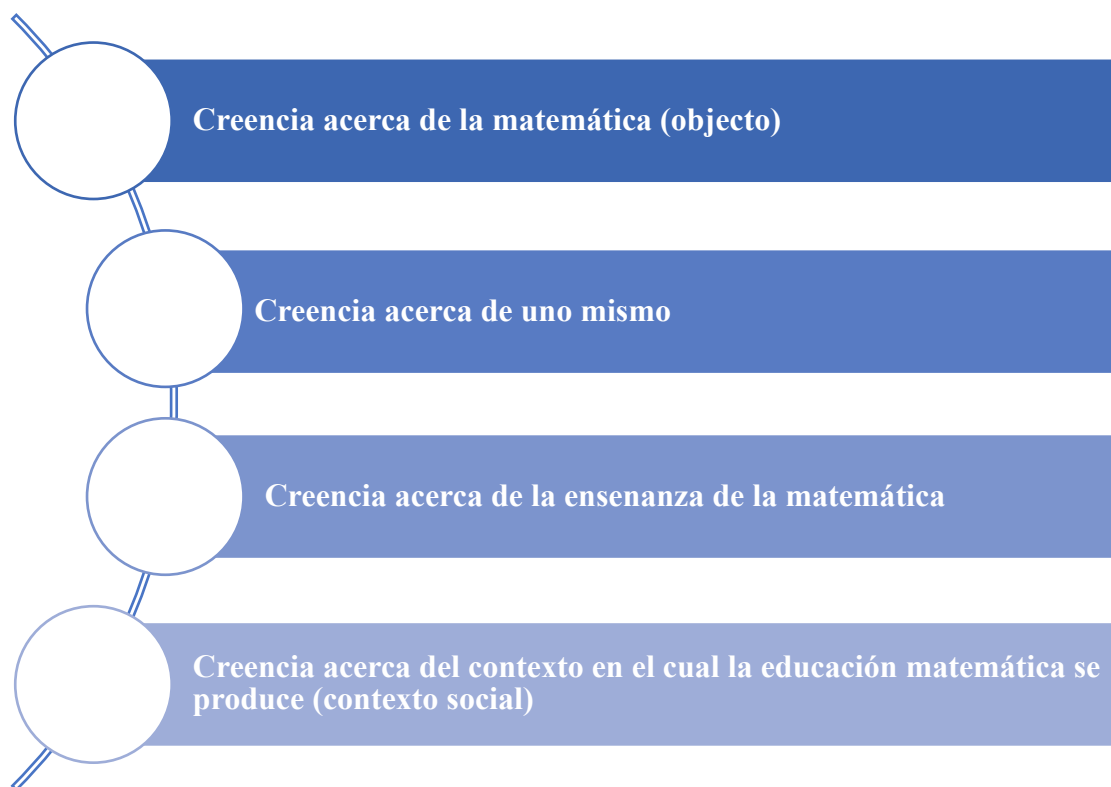 Creencia acerca de la matemática (objecto)
Creencia acerca de uno mismo
Creencia acerca de la ensenanza de la matemática
Creencia acerca del contexto en el cual la educación matemática se
produce (contexto social)